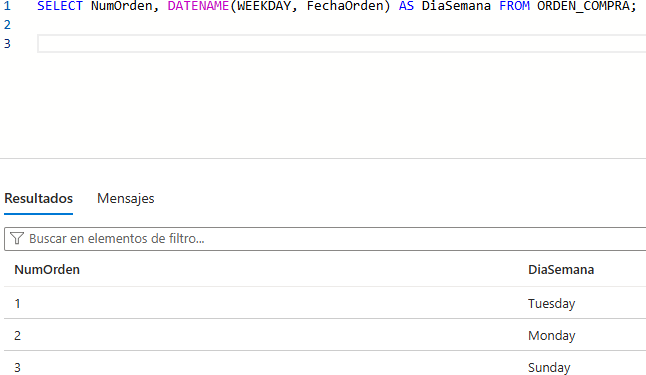 1 SELECT NumOrden, DATENAME(WEEKDAY, FechaOrden) AS DiaSemana FROM ORDEN_COMPRA;
2
3
Resultados Mensajes
Buscar en elementos de filtro...
NumOrden DiaSemana
1 Tuesday
2 Monday
3 Sunday